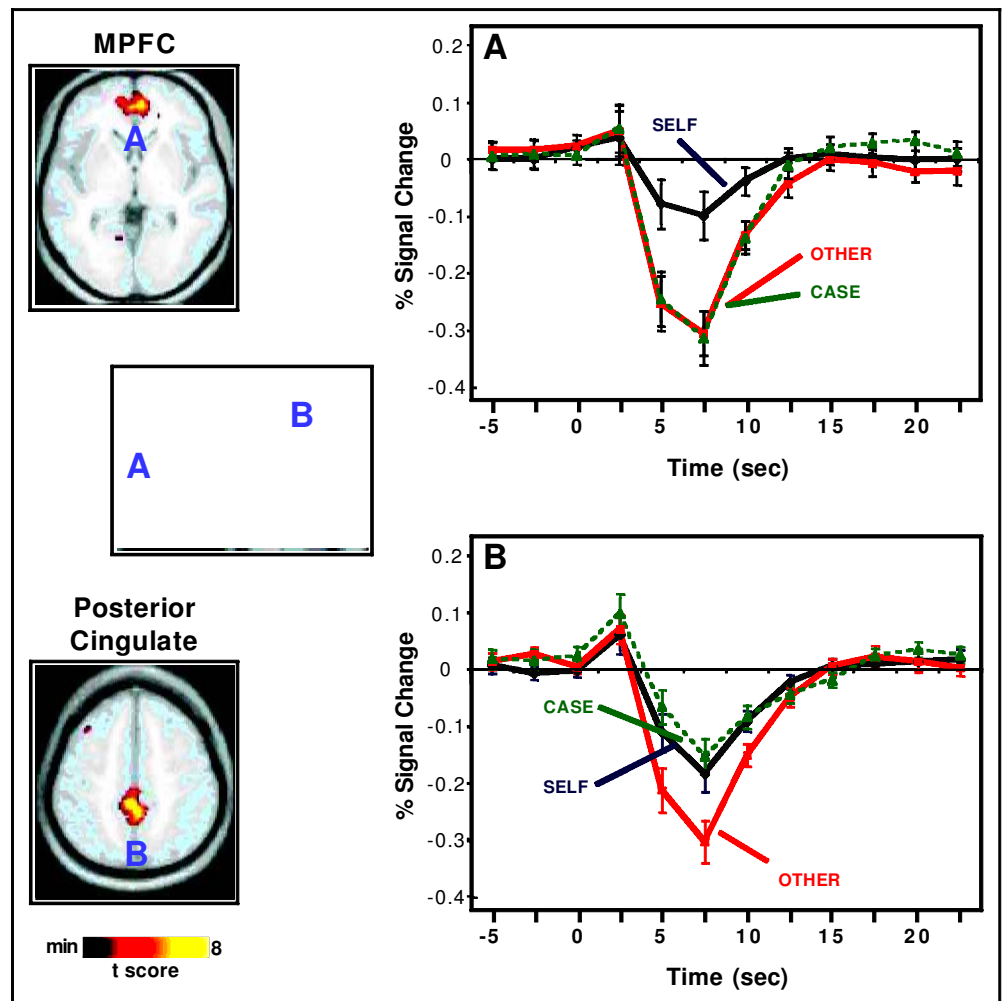 MPFC
A
A
0.2
0.1
0
-0.1
-0.2
-0.3
-0.4
% Signal Change
SELF
OTHER
CASE
-5 0 5 10 15 20
Time (sec)
B
A
Posterior
Cingulate
B
min 8
t score
B
0.2
0.1
0
-0.1
-0.2
-0.3
-0.4
% Signal Change
CASE
SELF
OTHER
-5 0 5 10 15 20
Time (sec)